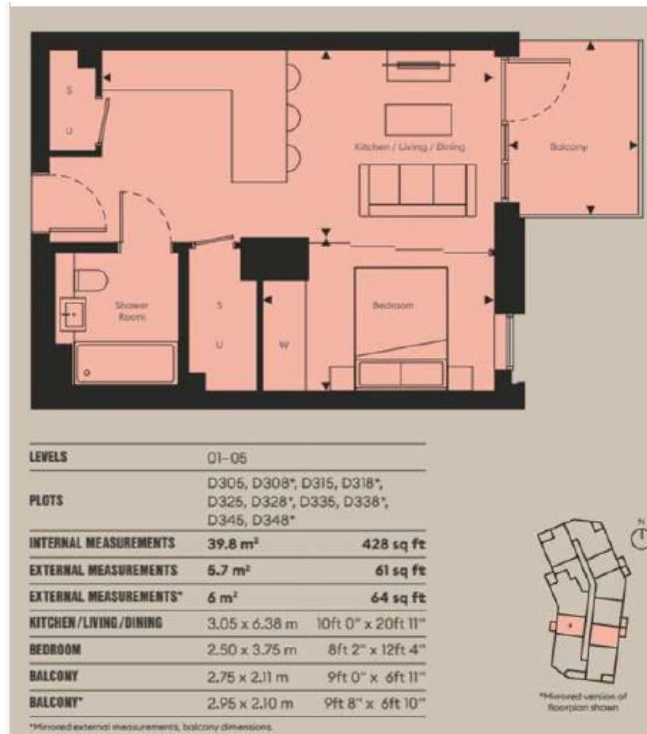 S
U
Kitchen / Living / Dining
Balcony
Shower
Room
S
U
W
Bedroom
LEVELS 01–05
PLOTS D305, D308*, D315, D318*,
D325, D328*, D335, D338*,
D345, D348*
INTERNAL MEASUREMENTS 39.8 m² 428 sq ft
EXTERNAL MEASUREMENTS 5.7 m² 61 sq ft
EXTERNAL MEASUREMENTS* 6 m² 64 sq ft
KITCHEN/LIVING/DINING 3.05 x 6.38 m 10ft 0" x 20ft 11"
BEDROOM 2.50 x 3.75 m 8ft 2" x 12ft 4"
BALCONY 2.75 x 2.11 m 9ft 0" x 6ft 11"
BALCONY* 2.95 x 2.10 m 9ft 8" x 6ft 10"
*Mirrored external measurements, balcony dimensions.
N
*Mirrored version of
floorplan shown